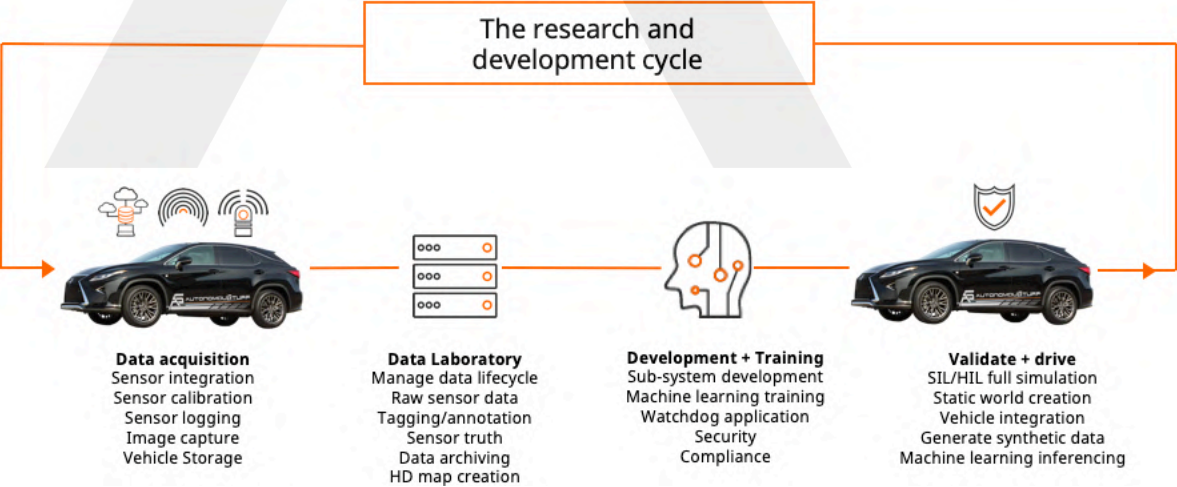 The research and
development cycle
AUTONOMOUSTUFF
AUTONOMOUSTUFF
Data acquisition
Sensor integration
Sensor calibration
Sensor logging
Image capture
Vehicle Storage
Data Laboratory
Manage data lifecycle
Raw sensor data
Tagging/annotation
Sensor truth
Data archiving
HD map creation
Development + Training
Sub-system development
Machine learning training
Watchdog application
Security
Compliance
Validate + drive
SIL/HIL full simulation
Static world creation
Vehicle integration
Generate synthetic data
Machine learning inferencing